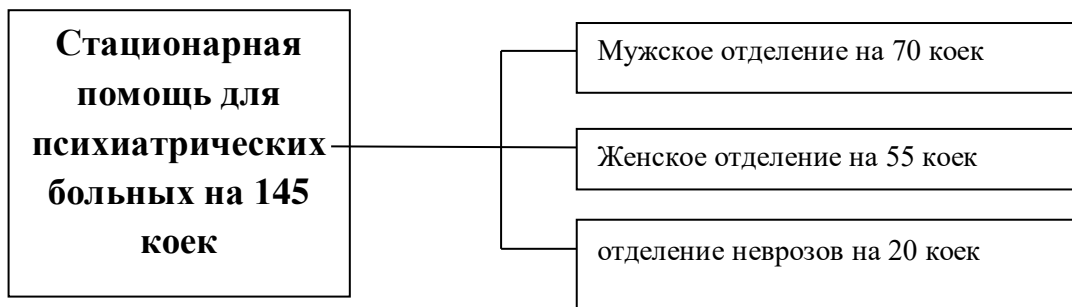 Стационарная
помощь для
психиатрических
больных на 145
коек
Мужское отделение на 70 коек
Женское отделение на 55 коек
отделение неврозов на 20 коек